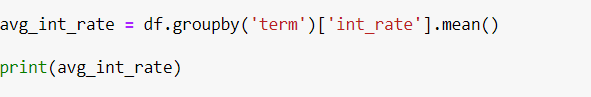 avg_int_rate = df.groupby('term')['int_rate'].mean()
print(avg_int_rate)